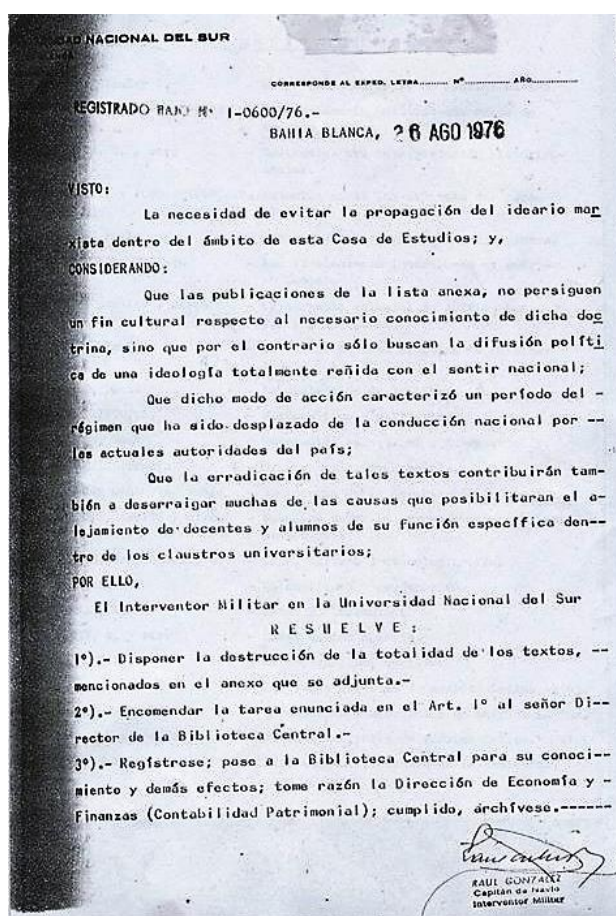 DAD NACIONAL DEL SUR
CORRESPONDE AL EXPED. LETRA.......... Nº.............. AÑO............
REGISTRADO BAJO Nº I-0600/76.-
BAHIA BLANCA, 26 AGO 1976
VISTO:
La necesidad de evitar la propagación del ideario mar
xista dentro del ámbito de esta Casa de Estudios; y,
CONSIDERANDO:
Que las publicaciones de la lista anexa, no persiguen
un fin cultural respecto al necesario conocimiento de dicha doc
trina, sino que por el contrario sólo buscan la difusión políti
ca de una ideología totalmente reñida con el sentir nacional;
Que dicho modo de acción caracterizó un período del -
régimen que ha sido desplazado de la conducción nacional por --
las actuales autoridades del país;
Que la erradicación de tales textos contribuirán tam-
bién a desarraigar muchas de las causas que posibilitaran el a-
lejamiento de docentes y alumnos de su función específica den--
tro de los claustros universitarios;
POR ELLO,
El Interventor Militar en la Universidad Nacional del Sur
R E S U E L V E :
1º).- Disponer la destrucción de la totalidad de los textos, --
mencionados en el anexo que se adjunta.-
2º).- Encomendar la tarea enunciada en el Art. 1º al señor Di--
rector de la Biblioteca Central.-
3º).- Regístrese; pase a la Biblioteca Central para su conoci--
miento y demás efectos; tome razón la Dirección de Economía y -
Finanzas (Contabilidad Patrimonial); cumplido, archívese.------
RAUL GONZALEZ
Capitán de Navío
Interventor Militar